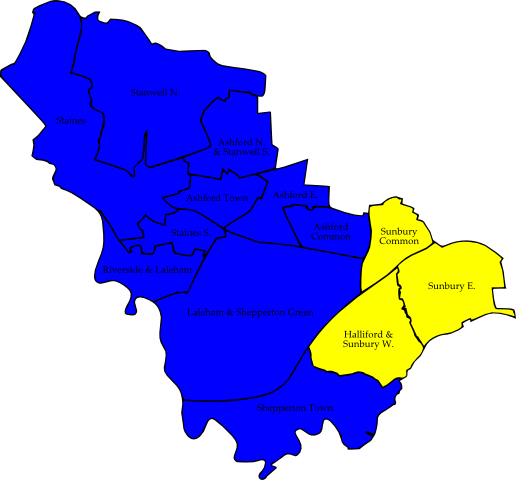 Stanwell N.
Staines
Ashford N.
& Stanwell S.
Ashford Town
Ashford E.
Ashford
Common
Sunbury
Common
Staines S.
Riverside & Laleham
Sunbury E.
Laleham & Shepperton Green
Halliford &
Sunbury W.
Shepperton Town